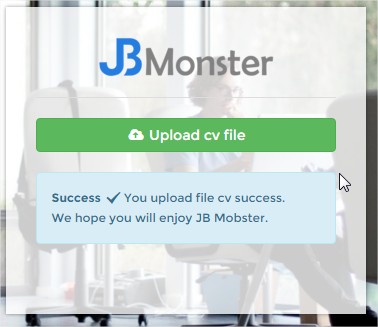 JBMonster
Upload cv file
Success ✓ You upload file cv success.
We hope you will enjoy JB Mobster.